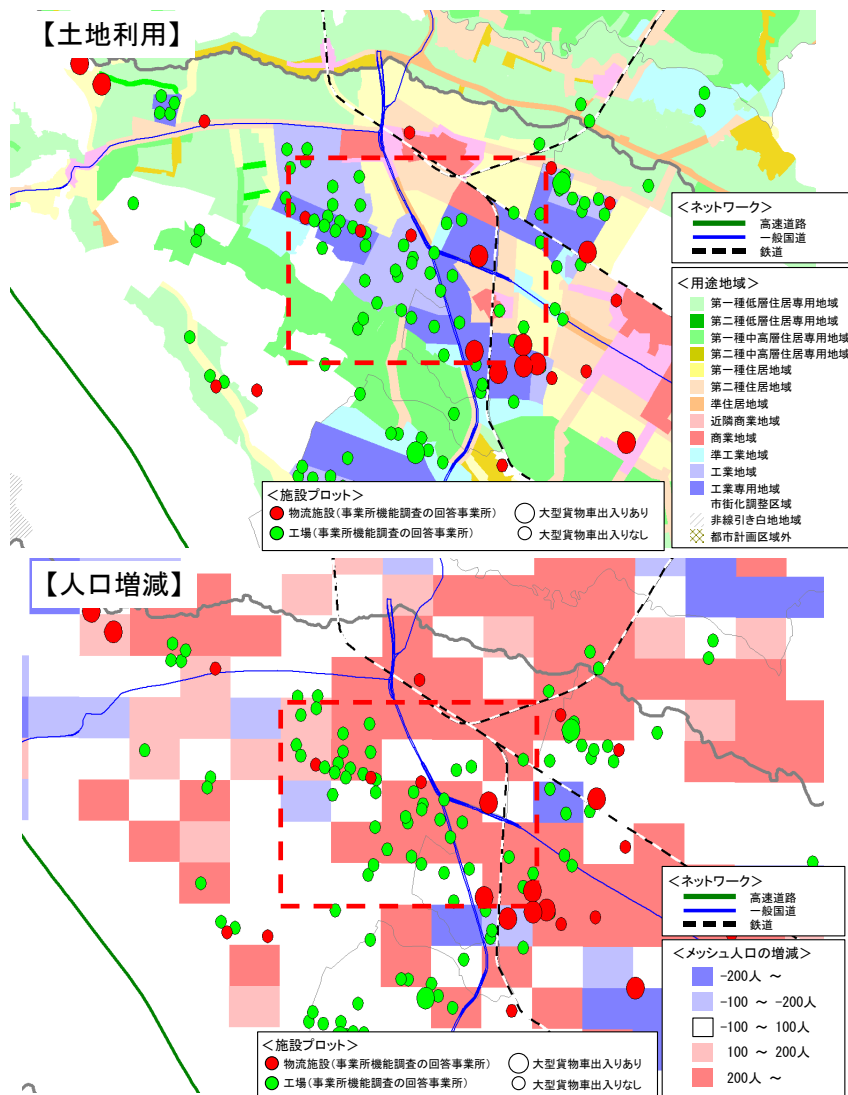 【土地利用】
＜ネットワーク＞
高速道路
一般国道
鉄道
＜用途地域＞
第一種低層住居専用地域
第二種低層住居専用地域
第一種中高層住居専用地域
第二種中高層住居専用地域
第一種住居地域
第二種住居地域
準住居地域
近隣商業地域
商業地域
準工業地域
工業地域
工業専用地域
市街化調整区域
非線引き白地地域
都市計画区域外
＜施設プロット＞
物流施設（事業所機能調査の回答事業所）
工場（事業所機能調査の回答事業所）
大型貨物車出入りあり
大型貨物車出入りなし
【人口増減】
＜ネットワーク＞
高速道路
一般国道
鉄道
＜メッシュ人口の増減＞
-200人 ～
-100 ～ -200人
-100 ～ 100人
100 ～ 200人
200人 ～
＜施設プロット＞
物流施設（事業所機能調査の回答事業所）
工場（事業所機能調査の回答事業所）
大型貨物車出入りあり
大型貨物車出入りなし